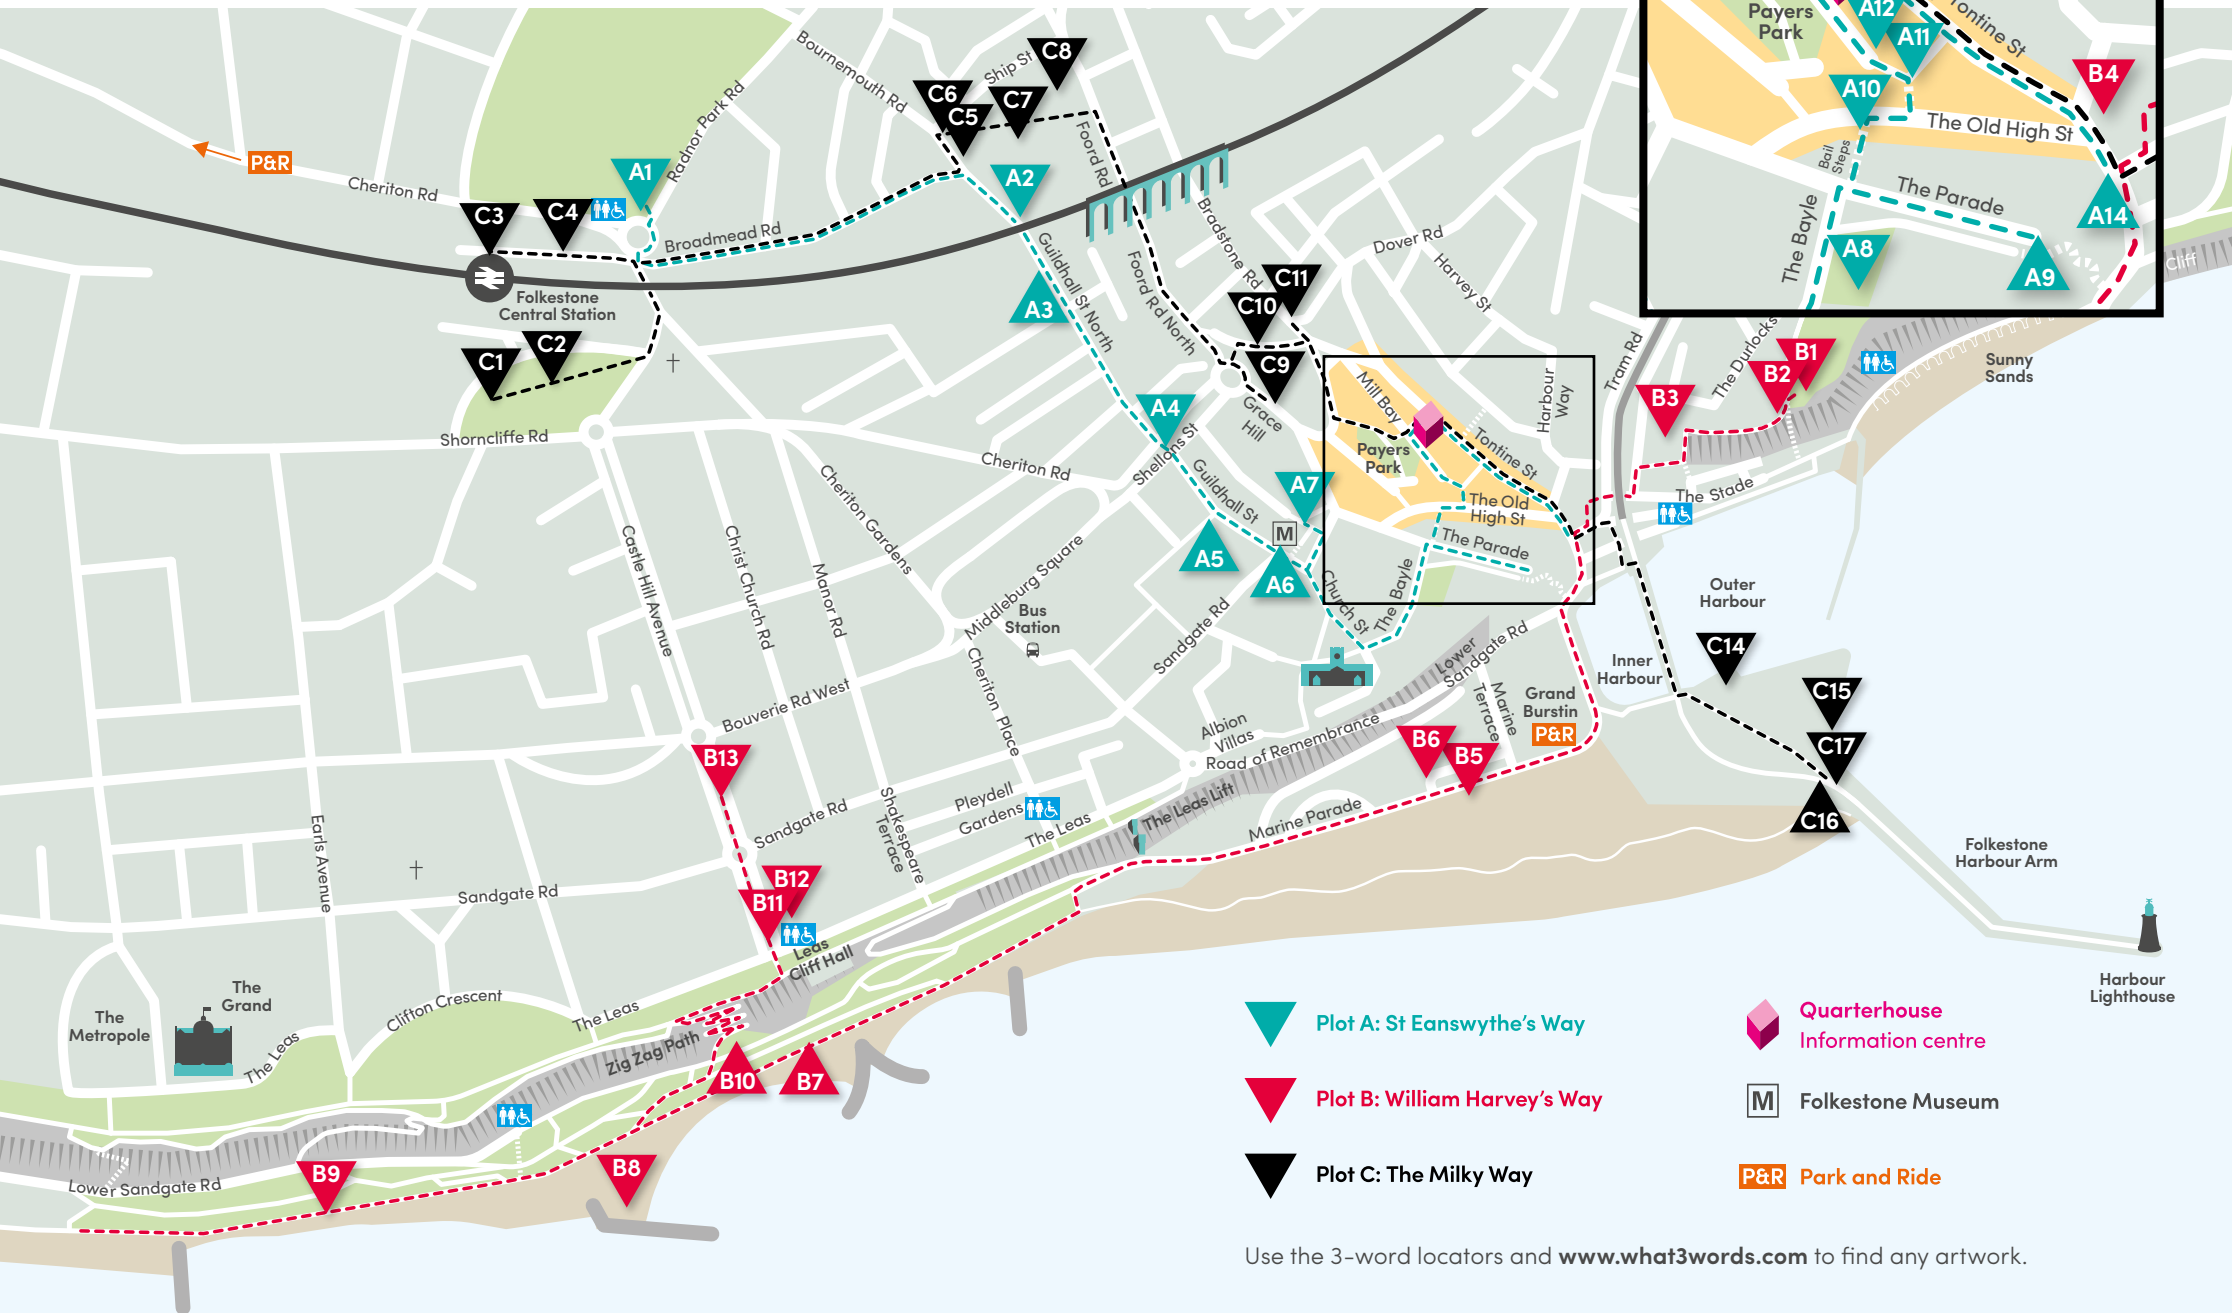 Bournemouth Rd
Ship St
C8
C6
C7
C5
Radnor Park Rd
P&R
Cheriton Rd
A1
C3
C4
Broadmead Rd
A2
Foord Rd
Folkestone
Central Station
Guildhall St North
A3
Foord Rd North
Bradstone Rd
Dover Rd
Harvey St
C11
C10
C9
C1
C2
Shorncliffe Rd
Grace
Hill
A4
Shellons St
Cheriton Rd
Guildhall St
Mill Bay
Payers
Park
Tontine St
Harbour
Way
Tram Rd
The Old
High St
The Parade
A7
M
A5
A6
Church St
The Bayle
Payers
Park
A12
A11
Tontine St
A10
B4
The Old High St
Bail
Steps
The Parade
The Bayle
A8
A9
A14
Cliff
The Durlocks
B1
B2
B3
Sunny
Sands
The Stade
Outer
Harbour
Inner
Harbour
C14
C15
C17
C16
Folkestone
Harbour Arm
Harbour
Lighthouse
Castle Hill Avenue
Christ Church Rd
Manor Rd
Cheriton Gardens
Middleburg Square
Bus
Station
Cheriton Place
Sandgate Rd
Bouverie Rd West
Albion
Villas
Road of Remembrance
Lower
Sandgate Rd
Marine
Terrace
Grand
Burstin
P&R
B6
B5
B13
Sandgate Rd
Shakespeare
Terrace
Pleydell
Gardens
The Leas
The Leas Lift
Marine Parade
Earls Avenue
Sandgate Rd
B12
B11
Leas
Cliff Hall
The
Metropole
The
Grand
The Leas
Clifton Crescent
The Leas
Zig Zag Path
B10
B7
B8
B9
Lower Sandgate Rd
Plot A: St Eanswythe's Way
Plot B: William Harvey's Way
Plot C: The Milky Way
Quarterhouse
Information centre
M
Folkestone Museum
P&R
Park and Ride
Use the 3-word locators and www.what3words.com to find any artwork.